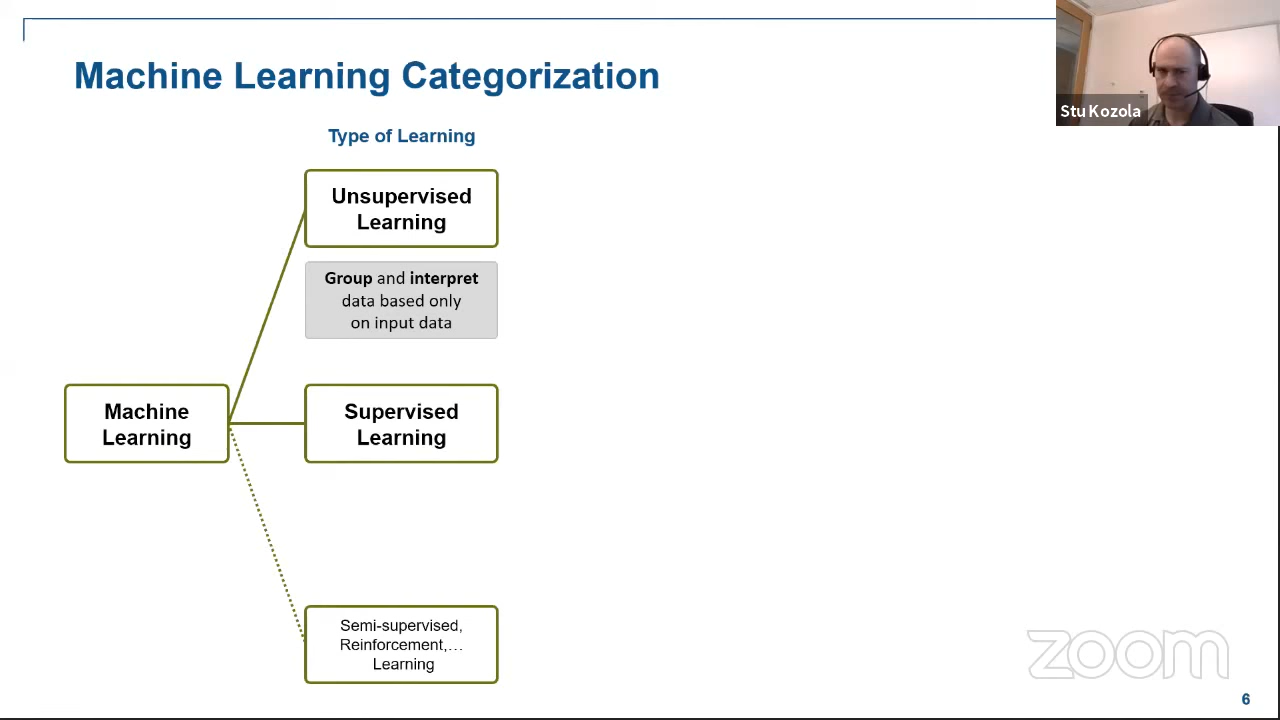 Machine Learning Categorization
Stu Kozola
Type of Learning
Unsupervised
Learning
Group and interpret
data based only
on input data
Machine
Learning
Supervised
Learning
Semi-supervised,
Reinforcement,…
Learning
zoom
6